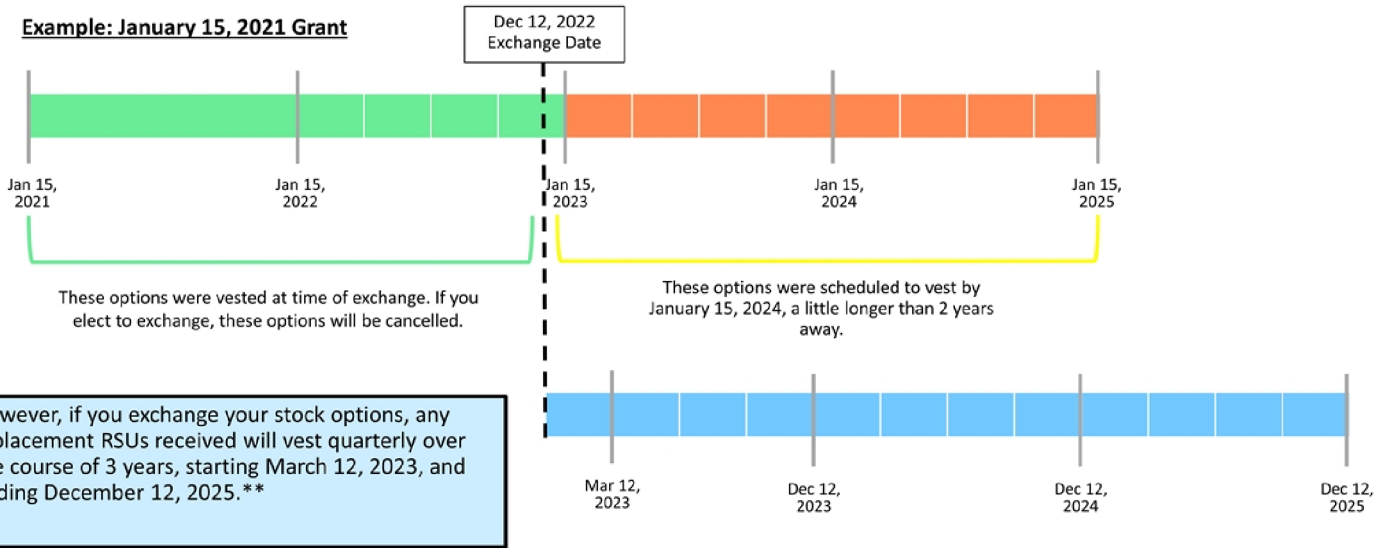 Example: January 15, 2021 Grant
Dec 12, 2022
Exchange Date
Jan 15,
2021
Jan 15,
2022
Jan 15,
2023
Jan 15,
2024
Jan 15,
2025
These options were vested at time of exchange. If you
elect to exchange, these options will be cancelled.
These options were scheduled to vest by
January 15, 2024, a little longer than 2 years
away.
wever, if you exchange your stock options, any
placement RSUs received will vest quarterly over
e course of 3 years, starting March 12, 2023, and
ding December 12, 2025.**
Mar 12,
2023
Dec 12,
2023
Dec 12,
2024
Dec 12,
2025